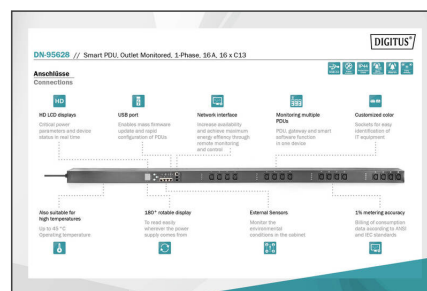 DIGITUS®
DN-95628 // Smart PDU, Outlet Monitored, 1-Phase, 16A, 16 x C13
Anschlüsse
Connections
HD
HD LCD displays
Critical power
parameters and device
status in real time
USB port
Enables mass firmware
update and rapid
configuration of PDUs
Network interface
Increase availability
and achieve maximum
energy effiency through
remote monitoring
and control
Monitoring multiple
PDUs
PDU, gateway and smart
software function
in one device
Customized color
Sockets for easy
identification of
IT equipment
Also suitable for
high temperatures
Up to 45 °C
Operating temperature
180° rotatable display
To read easily
wherever the power
supply comes from
External Sensors
Monitor the
environmental
conditions in the cabinet
1% metering accuracy
Billing of consumption
data according to ANSI
and IEC standards